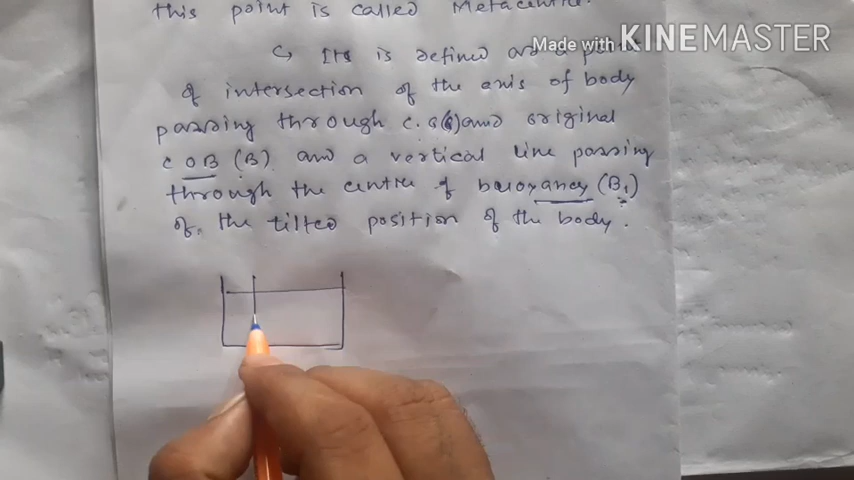 this point is called Metacentre.
Made with KINEMASTER
↳ Its is defined as a point
of intersection of the axis of body
passing through C.G(G) and original
COB (B) and a vertical line passing
through the centre of buoyancy (B1)
of the tilted position of the body.